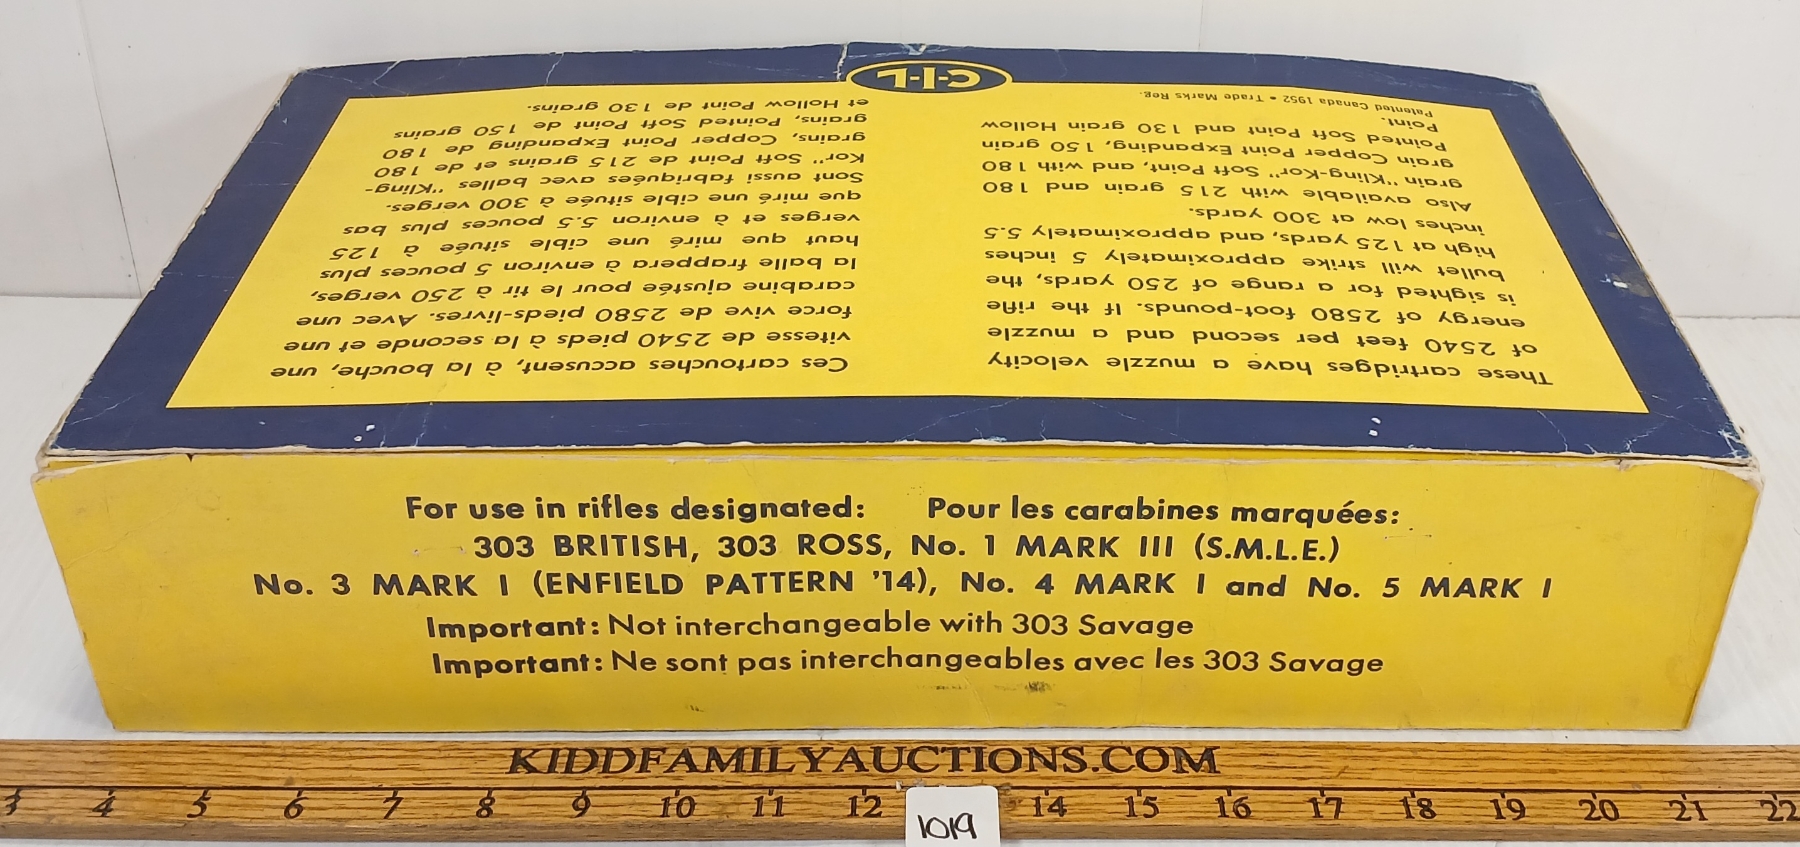 C-I-L
These cartridges have a muzzle velocity
of 2540 feet per second and a muzzle
energy of 2580 foot-pounds. If the rifle
is sighted for a range of 250 yards, the
bullet will strike approximately 5 inches
high at 125 yards, and approximately 5.5
inches low at 300 yards.
Also available with 215 grain and 180
grain "Kling-Kor" Soft Point, and with 180
grain Copper Point Expanding, 150 grain
Pointed Soft Point and 130 grain Hollow
Point.
Patented Canada 1952 • Trade Marks Reg.
Ces cartouches accusent, à la bouche, une
vitesse de 2540 pieds à la seconde et une
force vive de 2580 pieds-livres. Avec une
carabine ajustée pour le tir à 250 verges,
la balle frappera à environ 5 pouces plus
haut que miré une cible située à 125
verges et à environ 5.5 pouces plus bas
que miré une cible située à 300 verges.
Sont aussi fabriquées avec balles "Kling-
Kor" Soft Point de 215 grains et de 180
grains, Copper Point Expanding de 180
grains, Pointed Soft Point de 150 grains
et Hollow Point de 130 grains.
For use in rifles designated: Pour les carabines marquées:
303 BRITISH, 303 ROSS, No. 1 MARK III (S.M.L.E.)
No. 3 MARK I (ENFIELD PATTERN '14), No. 4 MARK I and No. 5 MARK I
Important: Not interchangeable with 303 Savage
Important: Ne sont pas interchangeables avec les 303 Savage
KIDDFAMILYAUCTIONS.COM
3 4 5 6 7 8 9 10 11 12 14 15 16 17 18 19 20 21 22
1019